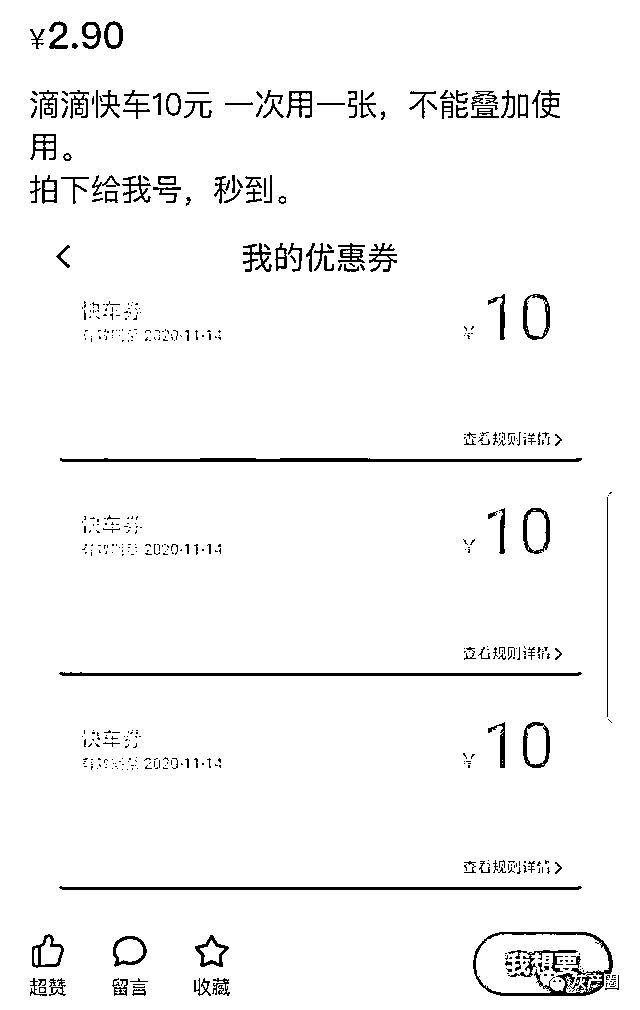 ¥2.90
滴滴快车10元 一次用一张，不能叠加使
用。
拍下给我号，秒到。
我的优惠券
快车券
¥10
有效期至 2020-11-14
查看规则详情
快车券
¥10
有效期至 2020-11-14
查看规则详情
快车券
¥10
有效期至 2020-11-14
查看规则详情
超赞
留言
收藏
我想要
灰产圈